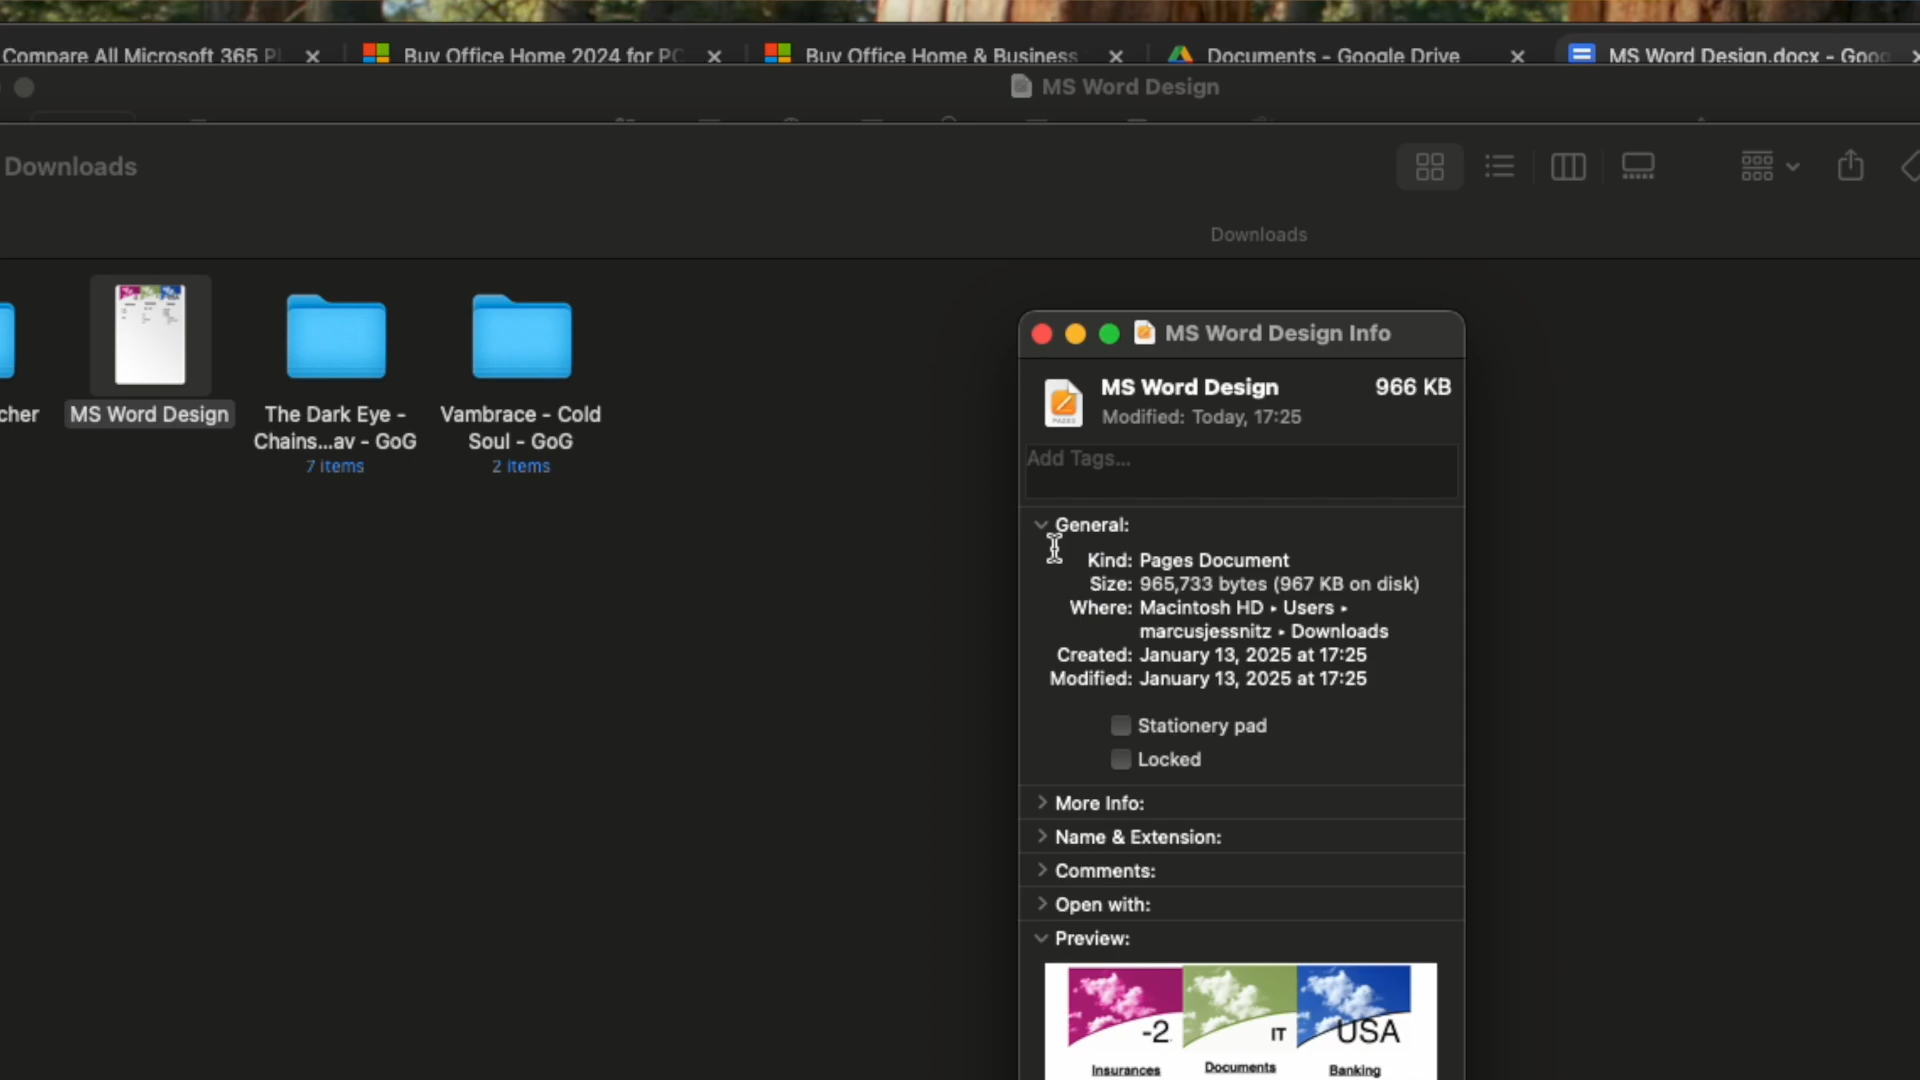 Compare All Microsoft 365 Pl
Buy Office Home 2024 for PC
Buy Office Home & Business
Documents - Google Drive
MS Word Design.docx - Goog
MS Word Design
Downloads
Downloads
cher
MS Word Design
The Dark Eye -
Chains...av - GoG
7 items
Vambrace - Cold
Soul - GoG
2 items
MS Word Design Info
MS Word Design
966 KB
Modified: Today, 17:25
PAGES
Add Tags...
General:
Kind: Pages Document
Size: 965,733 bytes (967 KB on disk)
Where: Macintosh HD • Users •
marcusjessnitz • Downloads
Created: January 13, 2025 at 17:25
Modified: January 13, 2025 at 17:25
Stationery pad
Locked
More Info:
Name & Extension:
Comments:
Open with:
Preview:
-2
IT
USA
Insurances
Documents
Banking